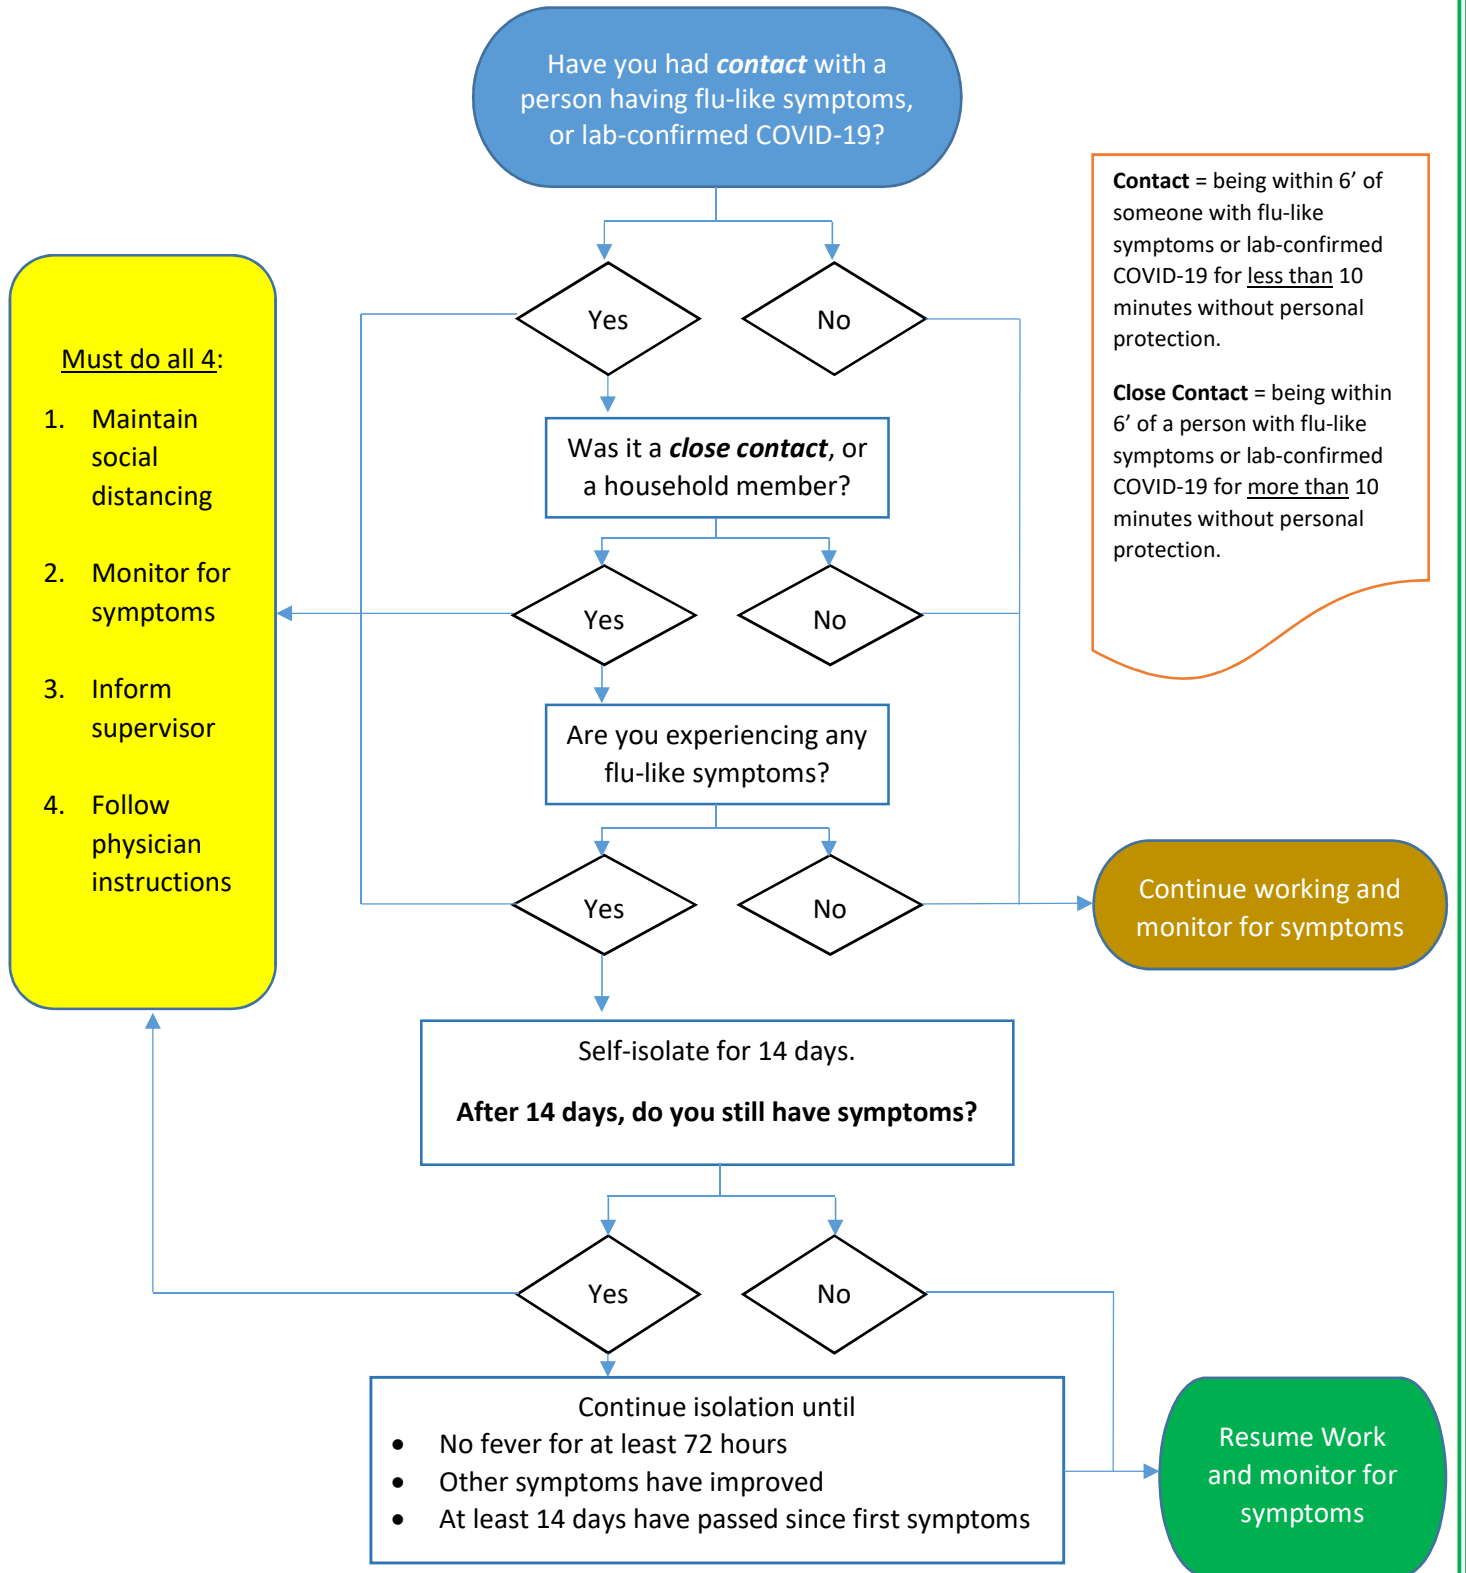 Have you had contact with a
person having flu-like symptoms,
or lab-confirmed COVID-19?
Contact = being within 6’ of
someone with flu-like
symptoms or lab-confirmed
COVID-19 for less than 10
minutes without personal
protection.
Close Contact = being within
6’ of a person with flu-like
symptoms or lab-confirmed
COVID-19 for more than 10
minutes without personal
protection.
Yes
No
Must do all 4:
1. Maintain
social
distancing
2. Monitor for
symptoms
3. Inform
supervisor
4. Follow
physician
instructions
Was it a close contact, or
a household member?
Yes
No
Are you experiencing any
flu-like symptoms?
Yes
No
Continue working and
monitor for symptoms
Self-isolate for 14 days.
After 14 days, do you still have symptoms?
Yes
No
Continue isolation until
• No fever for at least 72 hours
• Other symptoms have improved
• At least 14 days have passed since first symptoms
Resume Work
and monitor for
symptoms